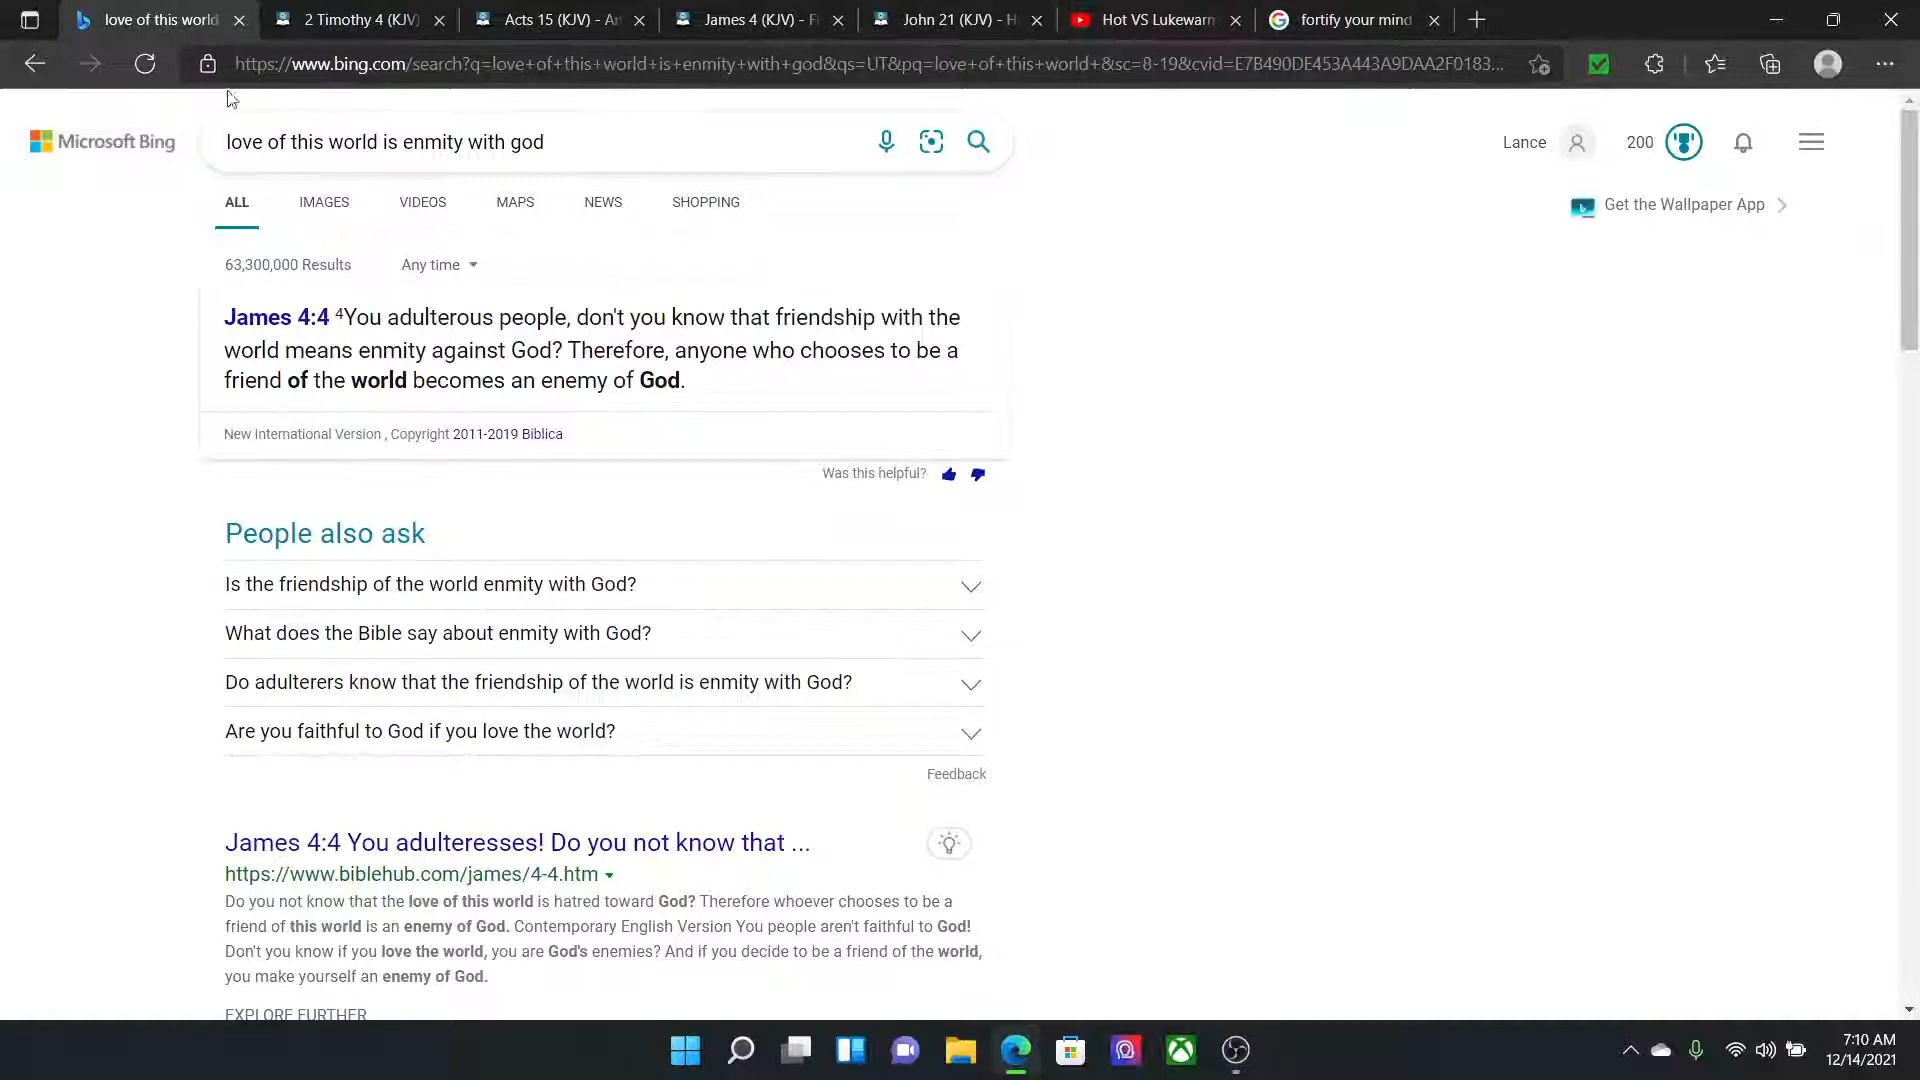 love of this world
2 Timothy 4 (KJV)
Acts 15 (KJV) - A
James 4 (KJV) - F
John 21 (KJV) - H
Hot VS Lukewarm
fortify your mind
https://www.bing.com/search?q=love+of+this+world+is+enmity+with+god&qs=UT&pq=love+of+this+world+&sc=8-19&cvid=E7B490DE453A443A9DAA2F0183...
Microsoft Bing
love of this world is enmity with god
Lance
200
ALL IMAGES VIDEOS MAPS NEWS SHOPPING
Get the Wallpaper App
63,300,000 Results Any time
James 4:4 4You adulterous people, don't you know that friendship with the
world means enmity against God? Therefore, anyone who chooses to be a
friend of the world becomes an enemy of God.
New International Version , Copyright 2011-2019 Biblica
Was this helpful?
People also ask
Is the friendship of the world enmity with God?
What does the Bible say about enmity with God?
Do adulterers know that the friendship of the world is enmity with God?
Are you faithful to God if you love the world?
Feedback
James 4:4 You adulteresses! Do you not know that ...
https://www.biblehub.com/james/4-4.htm
Do you not know that the love of this world is hatred toward God? Therefore whoever chooses to be a
friend of this world is an enemy of God. Contemporary English Version You people aren't faithful to God!
Don't you know if you love the world, you are God's enemies? And if you decide to be a friend of the world,
you make yourself an enemy of God.
EXPLORE FURTHER
7:10 AM
12/14/2021